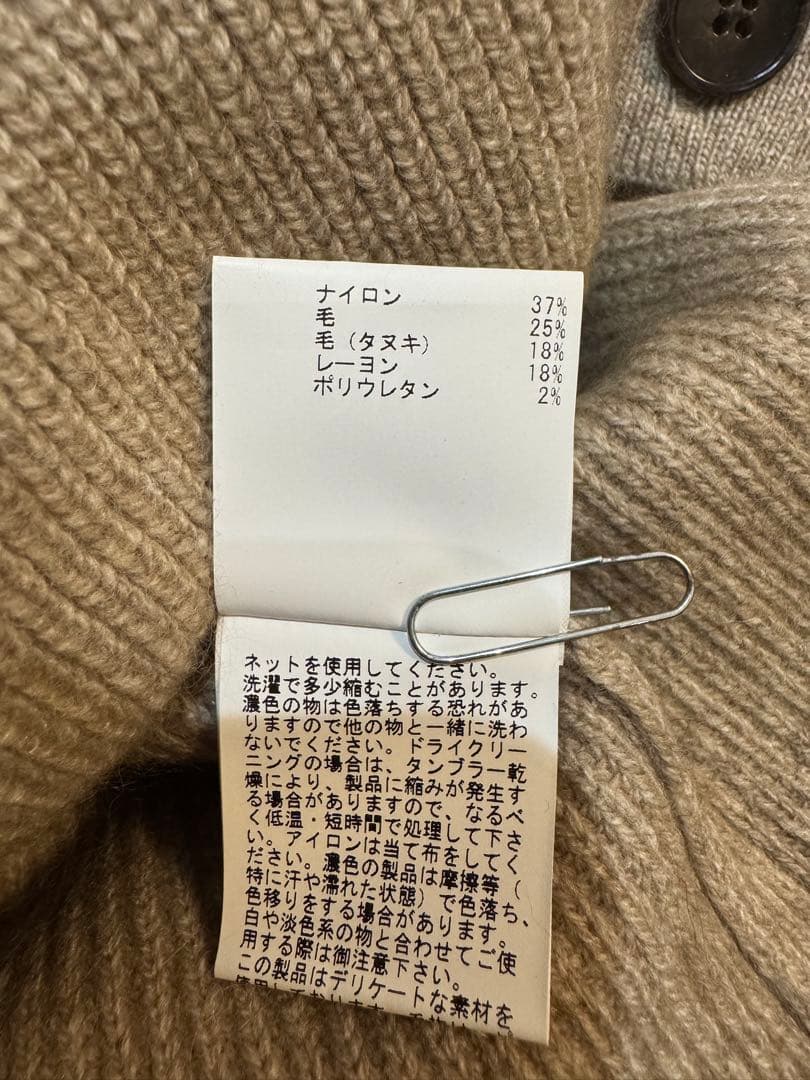 ナイロン 37%
毛 25%
毛（タヌキ） 18%
レーヨン 18%
ポリウレタン 2%
ネットを使用してください。
洗濯で多少縮むことがあります。
濃色の物は色落ちする恐れがあ
りますので他の物と一緒に洗わ
ないでください。ドライクリー
ニングの場合は、タンブラー乾
燥により、製品に縮みが発生す
る場合がありますので、なるべ
く低温・短時間で処理して下さ
い。アイロンは当て布をしてく
ださい。濃色の製品は摩擦等（
特に汗や濡れた状態）で色落ち、
色移りをする場合があります。
白や淡色系の物と合わせてご使
用する際は御注意下さい。
この製品はデリケートな素材を
使用しております